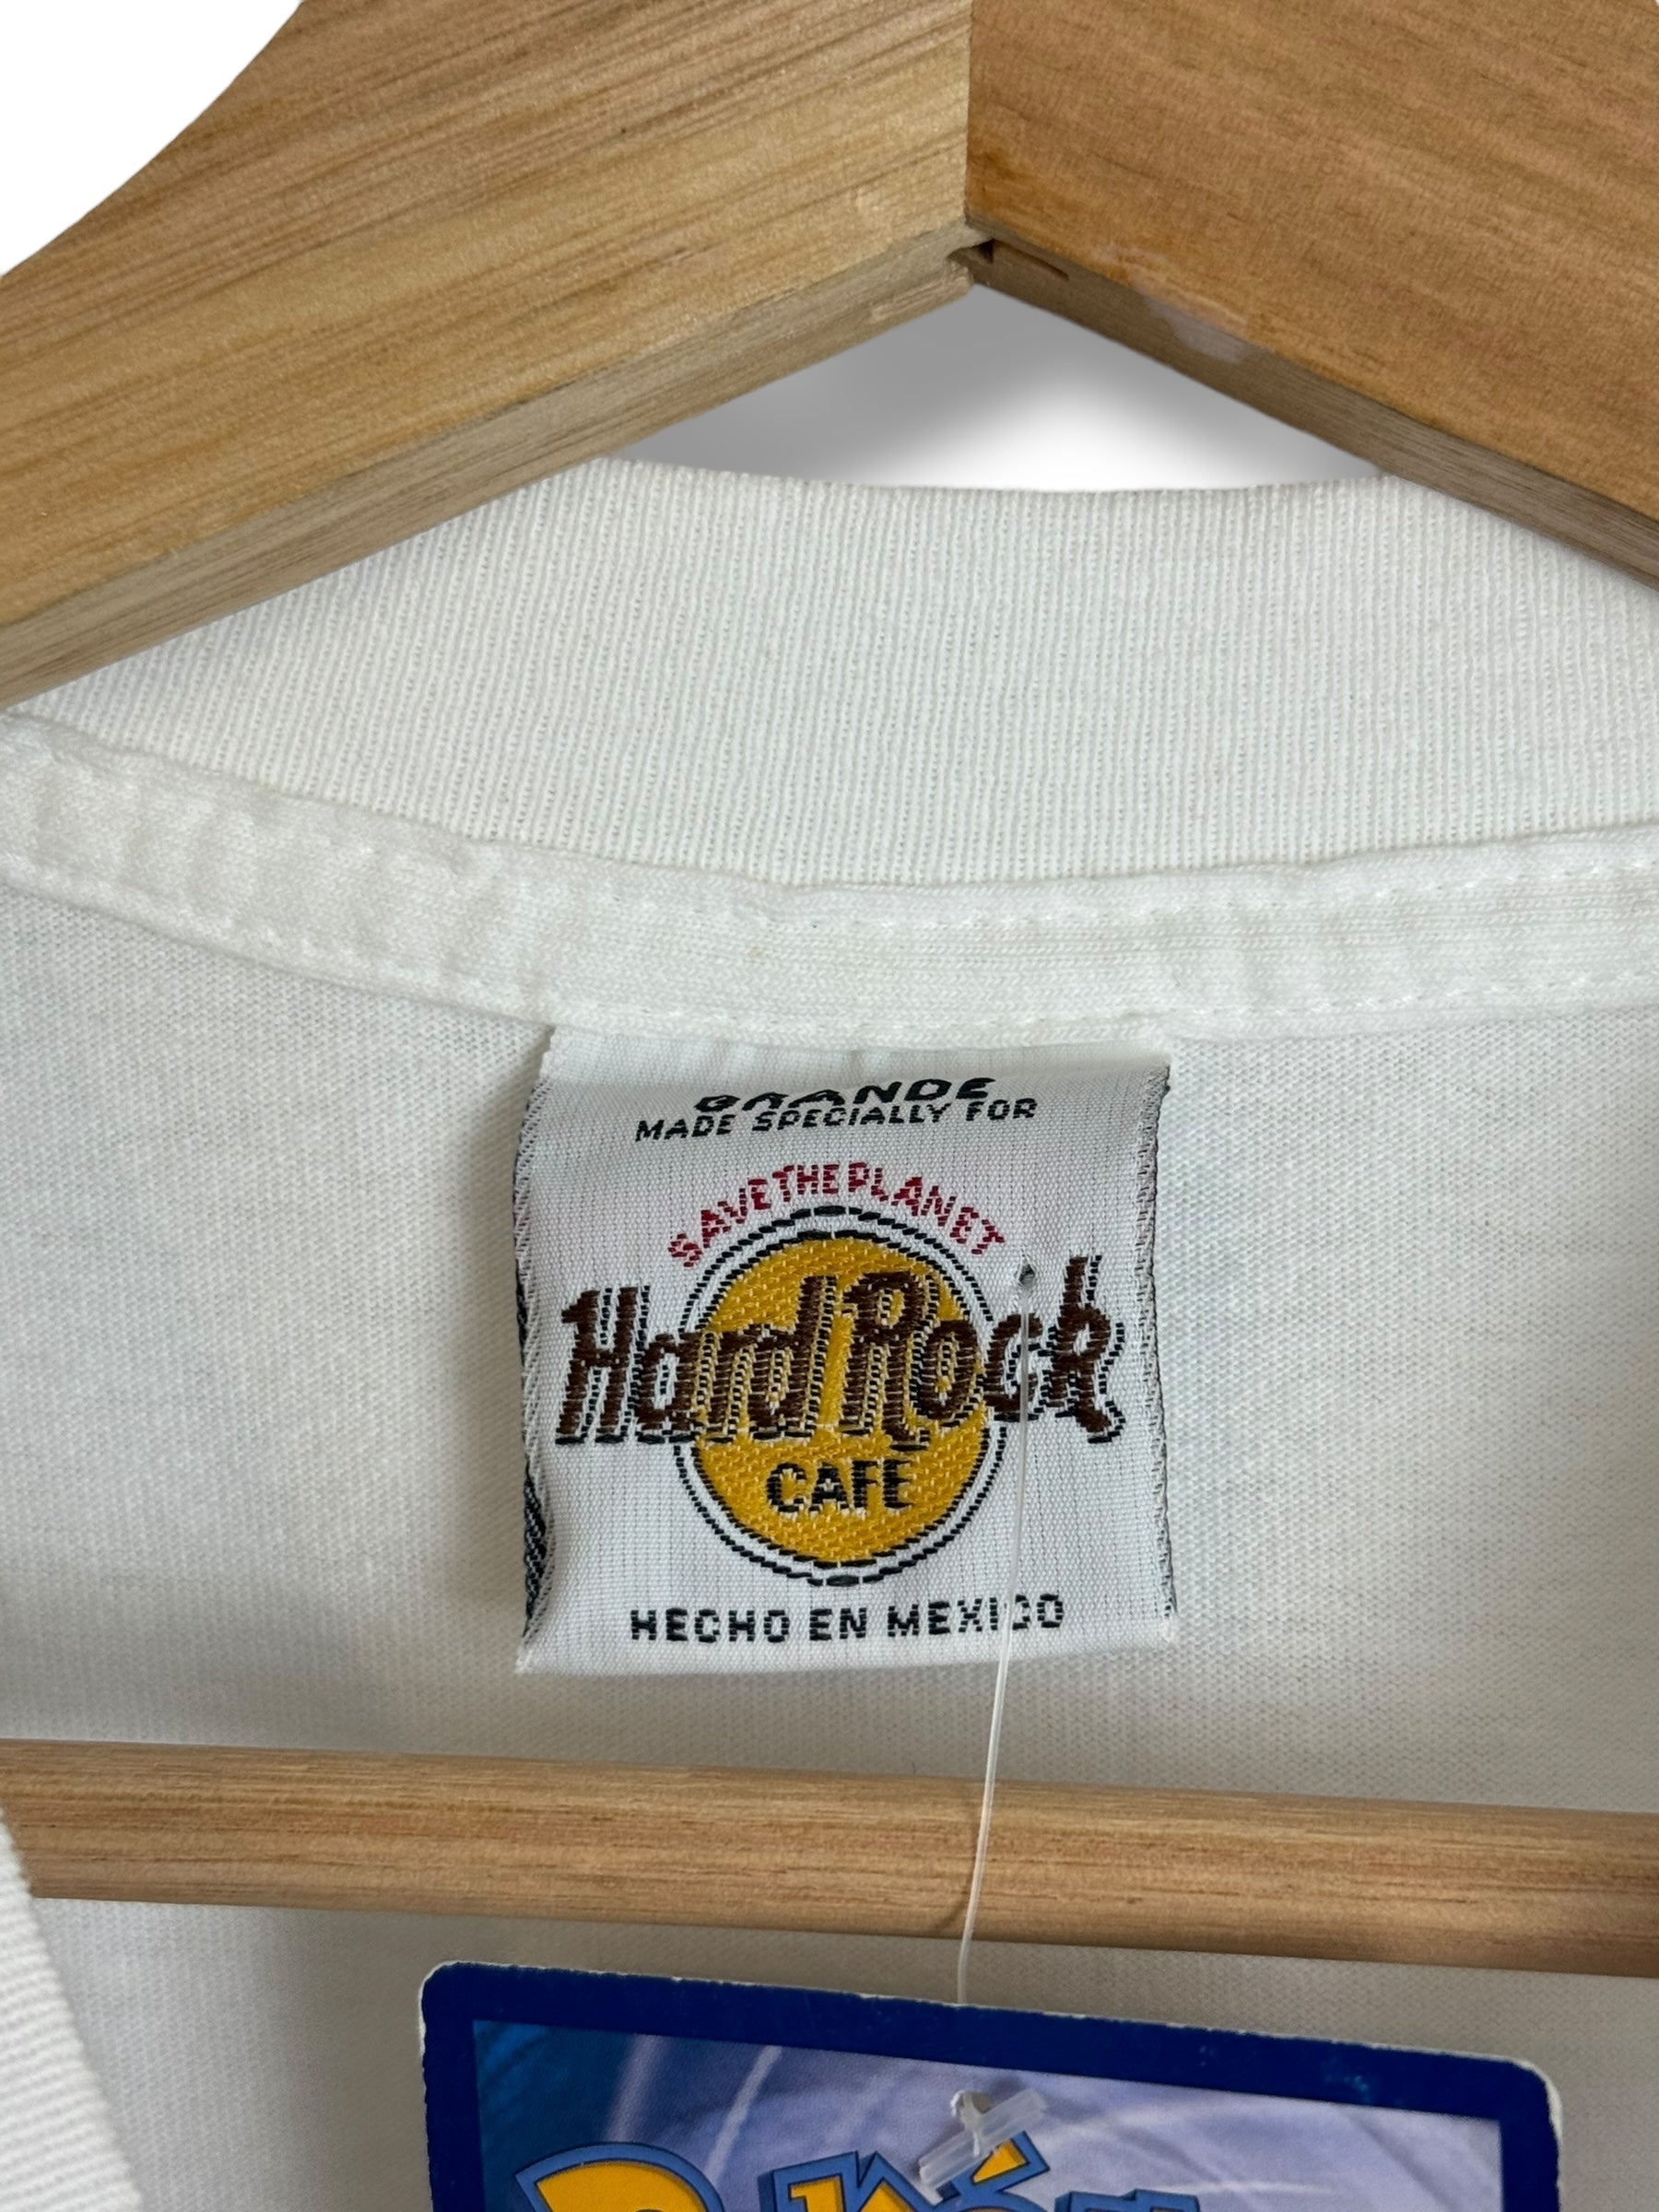 GRANDE
MADE SPECIALLY FOR
SAVE THE PLANET
Hard Rock
CAFE
HECHO EN MEXICO